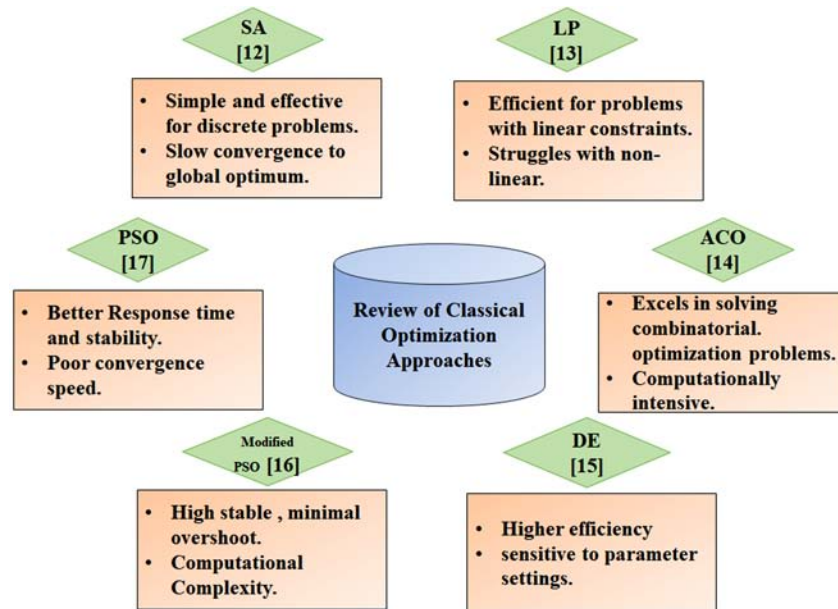 SA
[12]
• Simple and effective
for discrete problems.
• Slow convergence to
global optimum.
LP
[13]
• Efficient for problems
with linear constraints.
• Struggles with non-
linear.
PSO
[17]
• Better Response time
and stability.
• Poor convergence
speed.
Review of Classical
Optimization
Approaches
ACO
[14]
• Excels in solving
combinatorial.
optimization problems.
• Computationally
intensive.
Modified
PSO [16]
• High stable , minimal
overshoot.
• Computational
Complexity.
DE
[15]
• Higher efficiency
• sensitive to parameter
settings.